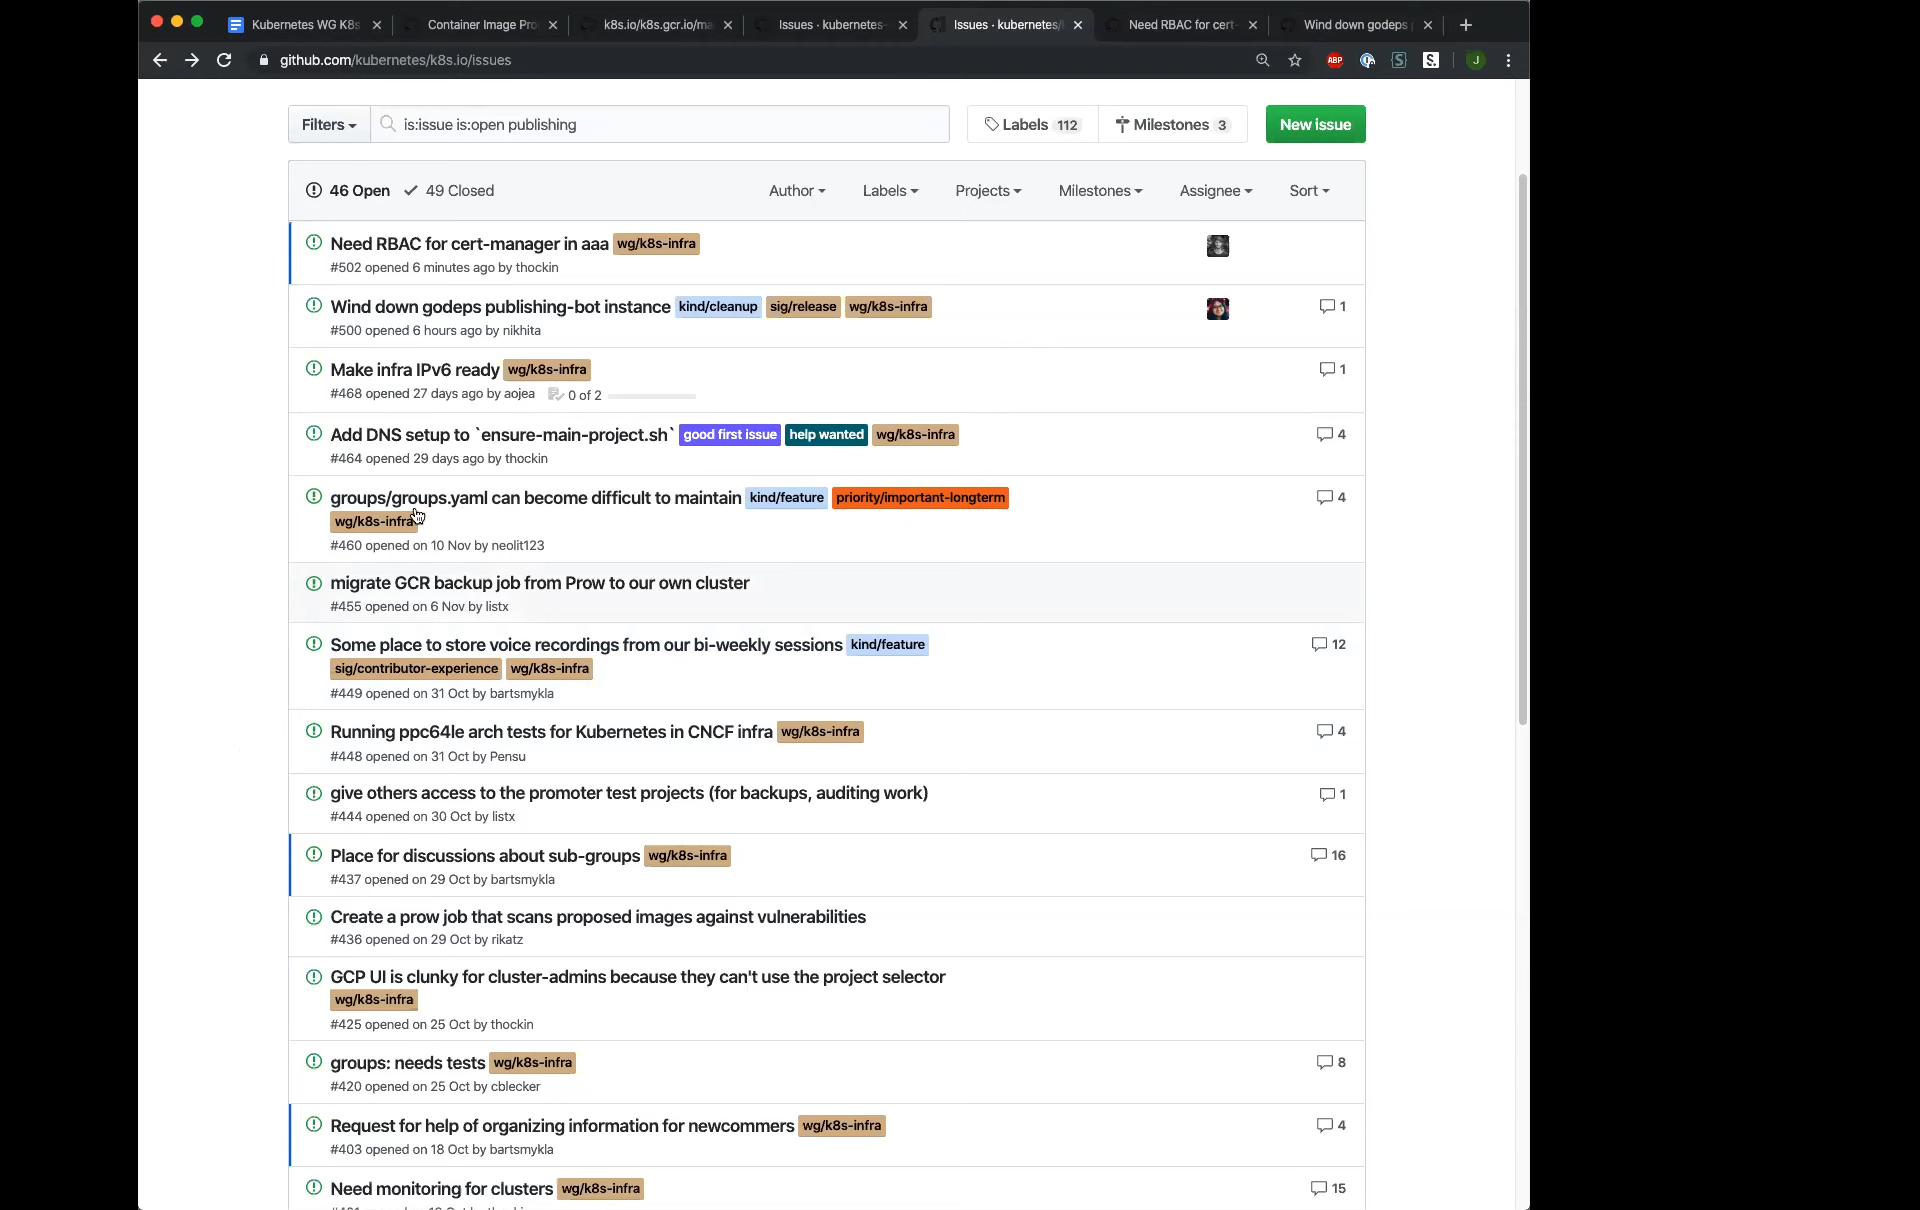 Kubernetes WG K8s
Container Image Pro
k8s.io/k8s.gcr.io/ma
Issues · kubernetes-
Issues · kubernetes/
Need RBAC for cert-
Wind down godeps
github.com/kubernetes/k8s.io/issues
ABP
S
S.
J
Filters
is:issue is:open publishing
Labels 112
Milestones 3
New issue
46 Open
49 Closed
Author
Labels
Projects
Milestones
Assignee
Sort
Need RBAC for cert-manager in aaa wg/k8s-infra
#502 opened 6 minutes ago by thockin
Wind down godeps publishing-bot instance kind/cleanup sig/release wg/k8s-infra
1
#500 opened 6 hours ago by nikhita
Make infra IPv6 ready wg/k8s-infra
1
#468 opened 27 days ago by aojea 0 of 2
Add DNS setup to `ensure-main-project.sh` good first issue help wanted wg/k8s-infra
4
#464 opened 29 days ago by thockin
groups/groups.yaml can become difficult to maintain kind/feature priority/important-longterm
4
wg/k8s-infra
#460 opened on 10 Nov by neolit123
migrate GCR backup job from Prow to our own cluster
#455 opened on 6 Nov by listx
Some place to store voice recordings from our bi-weekly sessions kind/feature
12
sig/contributor-experience wg/k8s-infra
#449 opened on 31 Oct by bartsmykla
Running ppc64le arch tests for Kubernetes in CNCF infra wg/k8s-infra
4
#448 opened on 31 Oct by Pensu
give others access to the promoter test projects (for backups, auditing work)
1
#444 opened on 30 Oct by listx
Place for discussions about sub-groups wg/k8s-infra
16
#437 opened on 29 Oct by bartsmykla
Create a prow job that scans proposed images against vulnerabilities
#436 opened on 29 Oct by rikatz
GCP UI is clunky for cluster-admins because they can't use the project selector
wg/k8s-infra
#425 opened on 25 Oct by thockin
groups: needs tests wg/k8s-infra
8
#420 opened on 25 Oct by cblecker
Request for help of organizing information for newcommers wg/k8s-infra
4
#403 opened on 18 Oct by bartsmykla
Need monitoring for clusters wg/k8s-infra
15